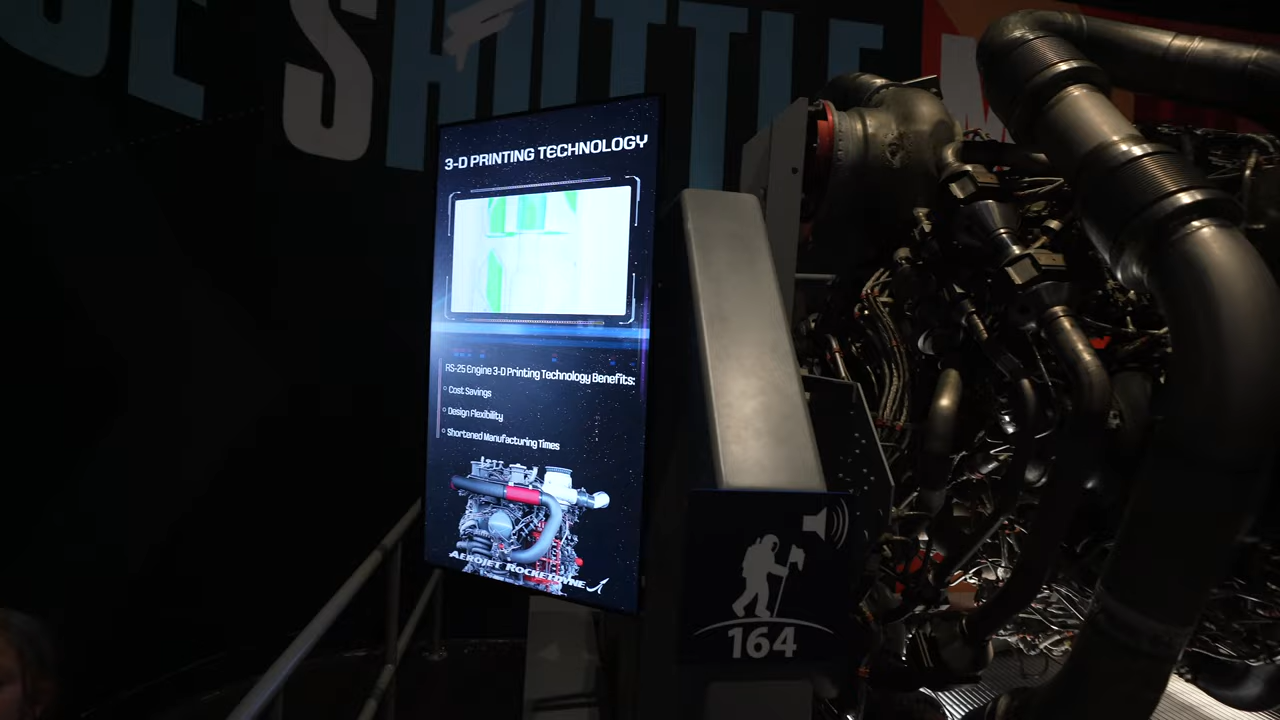 SHUTTLE
3-D PRINTING TECHNOLOGY
RS-25 Engine 3-D Printing Technology Benefits:
Cost Savings
Design Flexibility
Shortened Manufacturing Times
AEROJET ROCKETDYNE
164